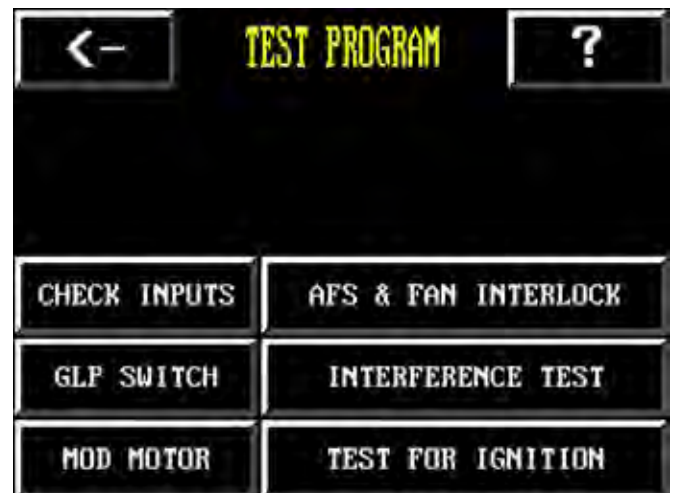 <- TEST PROGRAM ?
CHECK INPUTS AFS & FAN INTERLOCK
GLP SWITCH INTERFERENCE TEST
MOD MOTOR TEST FOR IGNITION